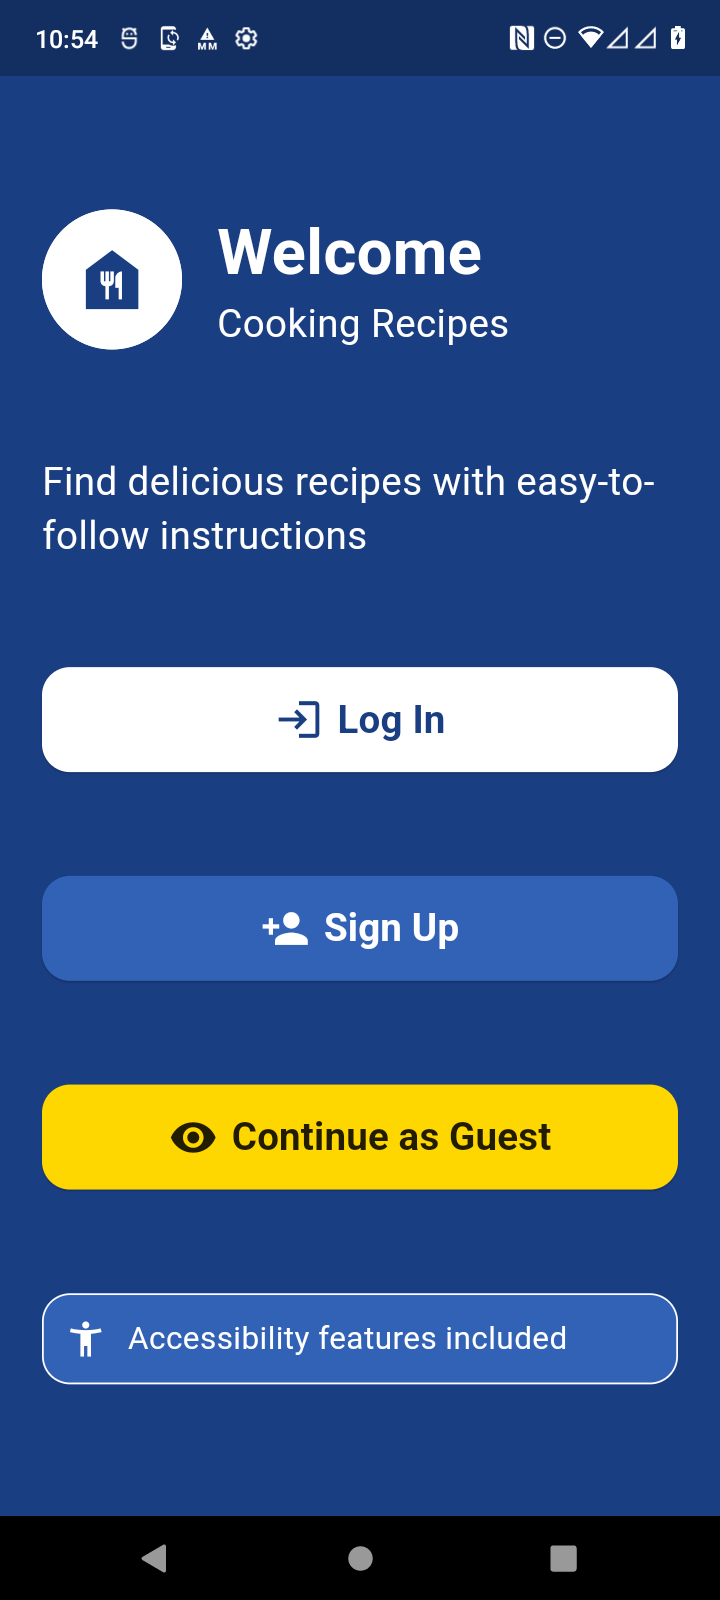 10:54
MM
Welcome
Cooking Recipes
Find delicious recipes with easy-to-
follow instructions
Log In
Sign Up
Continue as Guest
Accessibility features included